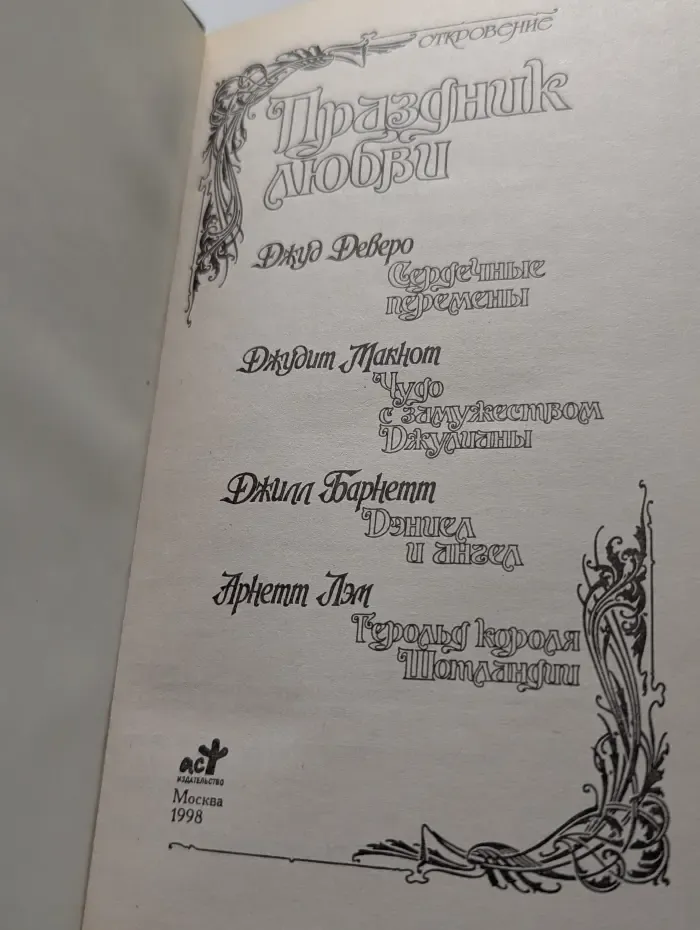 ОТКРОВЕНИЕ
Праздник
любви
Джуд Деверо
Сердечные
перемены
Джудит Макнот
Чудо
с замужеством
Джулианы
Джилл Барнетт
Дэниел
и ангел
Арнетт Лэм
Герольд короля
Шотландии
аст
ИЗДАТЕЛЬСТВО
Москва
1998